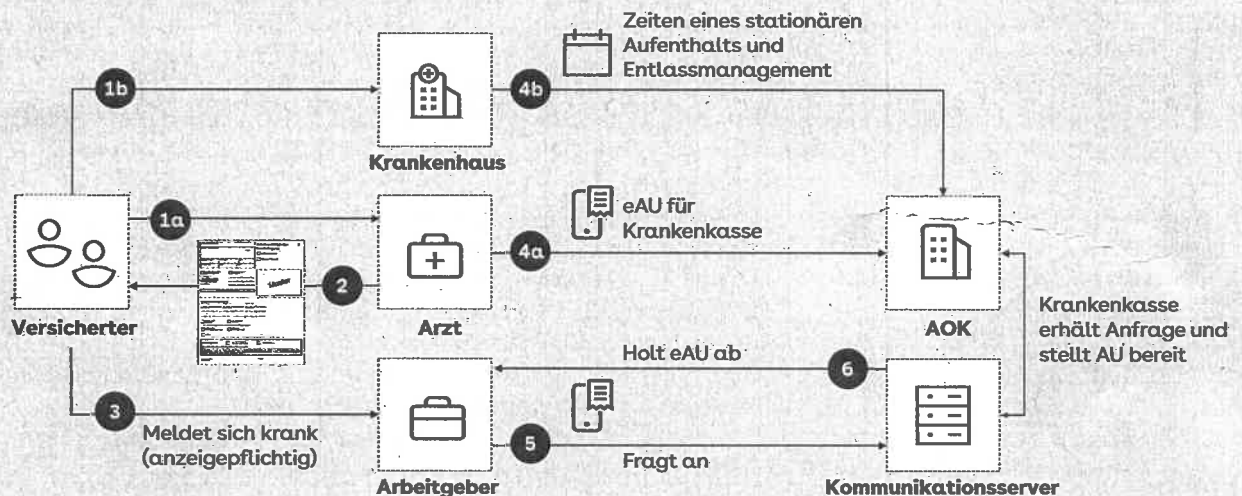 Zeiten eines stationären
Aufenthalts und
Entlassmanagement
1b
4b
Krankenhaus
1a
eAU für
Krankenkasse
4a
2
Versicherter
Arzt
AOK
Krankenkasse
erhält Anfrage und
stellt AU bereit
Holt eAU ab
6
3
Meldet sich krank
(anzeigepflichtig)
5
Fragt an
Arbeitgeber
Kommunikationsserver